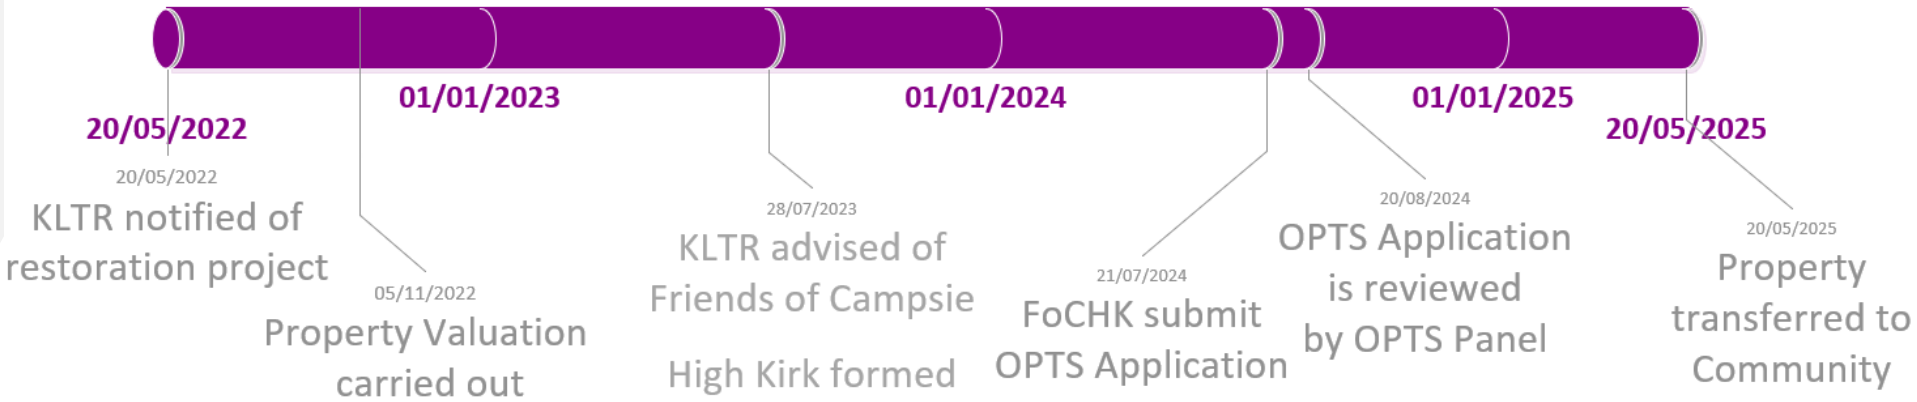 01/01/2023
01/01/2024
01/01/2025
20/05/2022
20/05/2025
20/05/2022
KLTR notified of
restoration project
05/11/2022
Property Valuation
carried out
28/07/2023
KLTR advised of
Friends of Campsie
High Kirk formed
21/07/2024
FoCHK submit
OPTS Application
20/08/2024
OPTS Application
is reviewed
by OPTS Panel
20/05/2025
Property
transferred to
Community